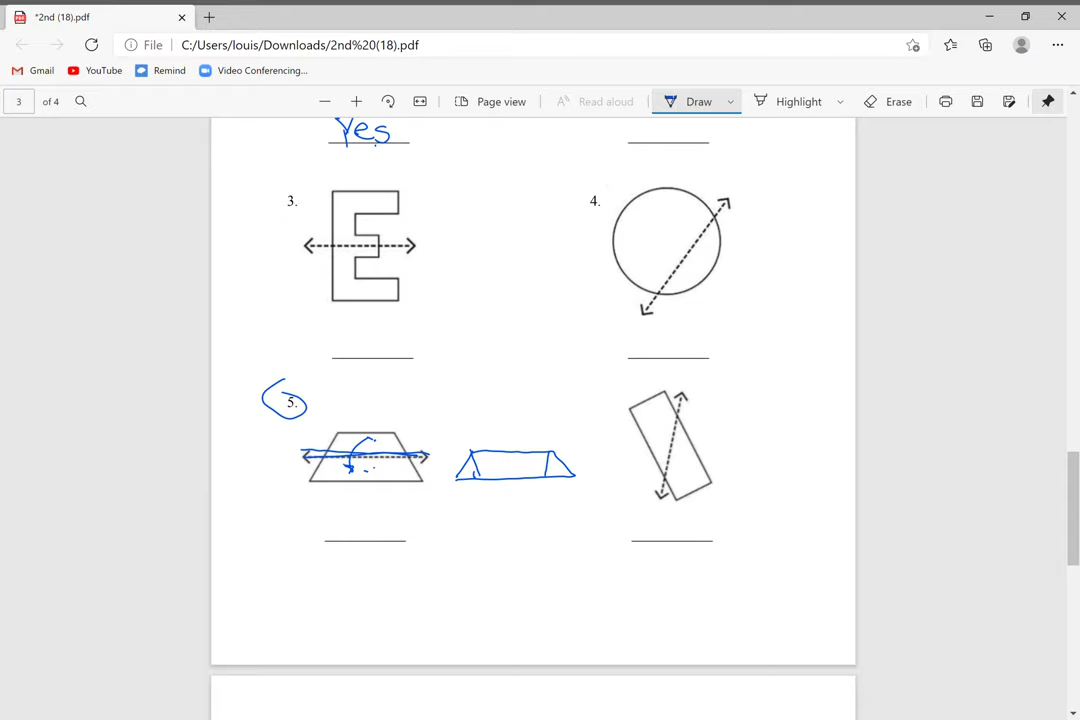 *2nd (18).pdf
File C:/Users/louis/Downloads/2nd%20(18).pdf
Gmail YouTube Remind Video Conferencing...
3 of 4 Page view Read aloud Draw Highlight Erase
Yes
3. 4.
5.